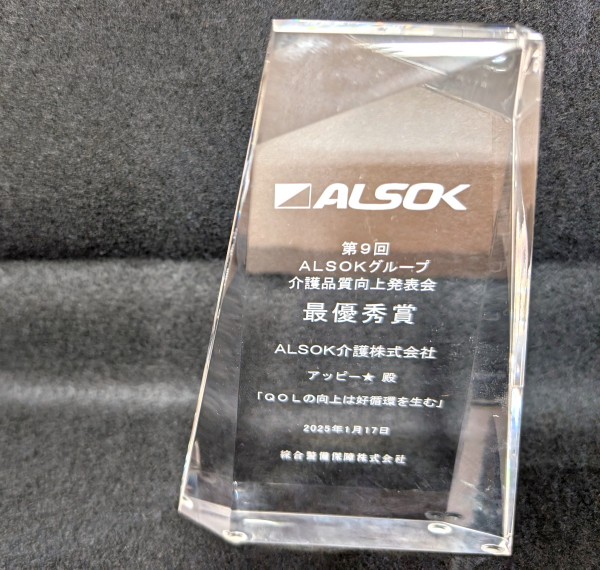 ALSOK
第9回
ALSOKグループ
介護品質向上発表会
最優秀賞
ALSOK介護株式会社
アッピー★ 殿
「QOLの向上は好循環を生む」
2025年1月17日
綜合警備保障株式会社